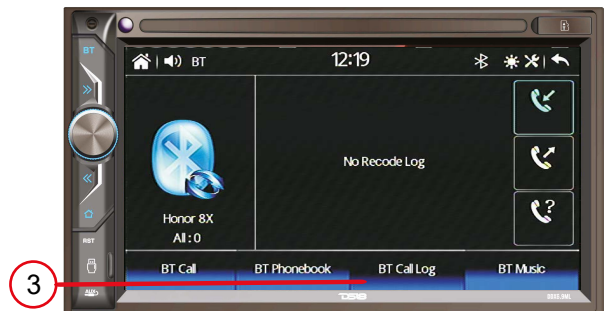 BT
BT
12:19
No Recode Log
Honor 8X
All : 0
RST
AUX
BT Call
BT Phonebook
BT Call Log
BT Music
3